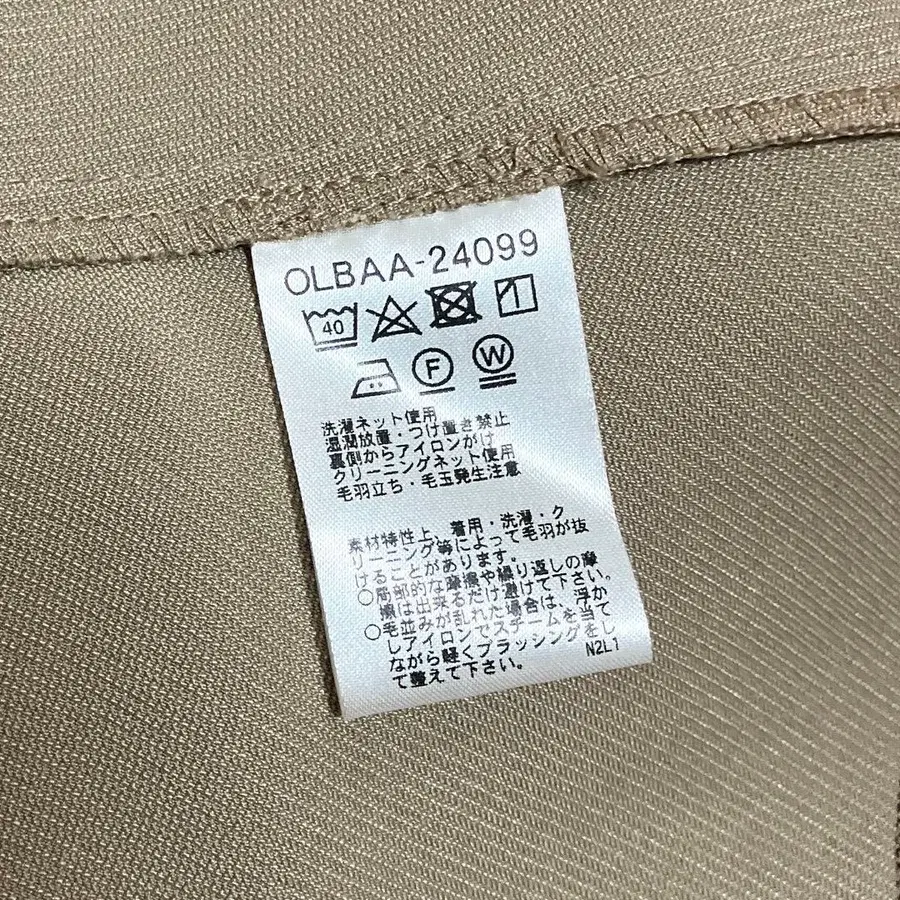 OLBAA-24099
40
F W
洗濯ネット使用
湿潤放置・つけ置き禁止
裏側からアイロンがけ
クリーニングネット使用
毛羽立ち・毛玉発生注意
素材特性上、着用・洗濯・ク
リーニング等によって毛羽が抜
けることがあります。
○局部的な摩擦や繰り返しの摩
擦は出来るだけ避けて下さい。
○毛並みが乱れた場合は、浮か
しアイロンでスチームを当て
ながら軽くブラッシングをし
て整えて下さい。
N2L1